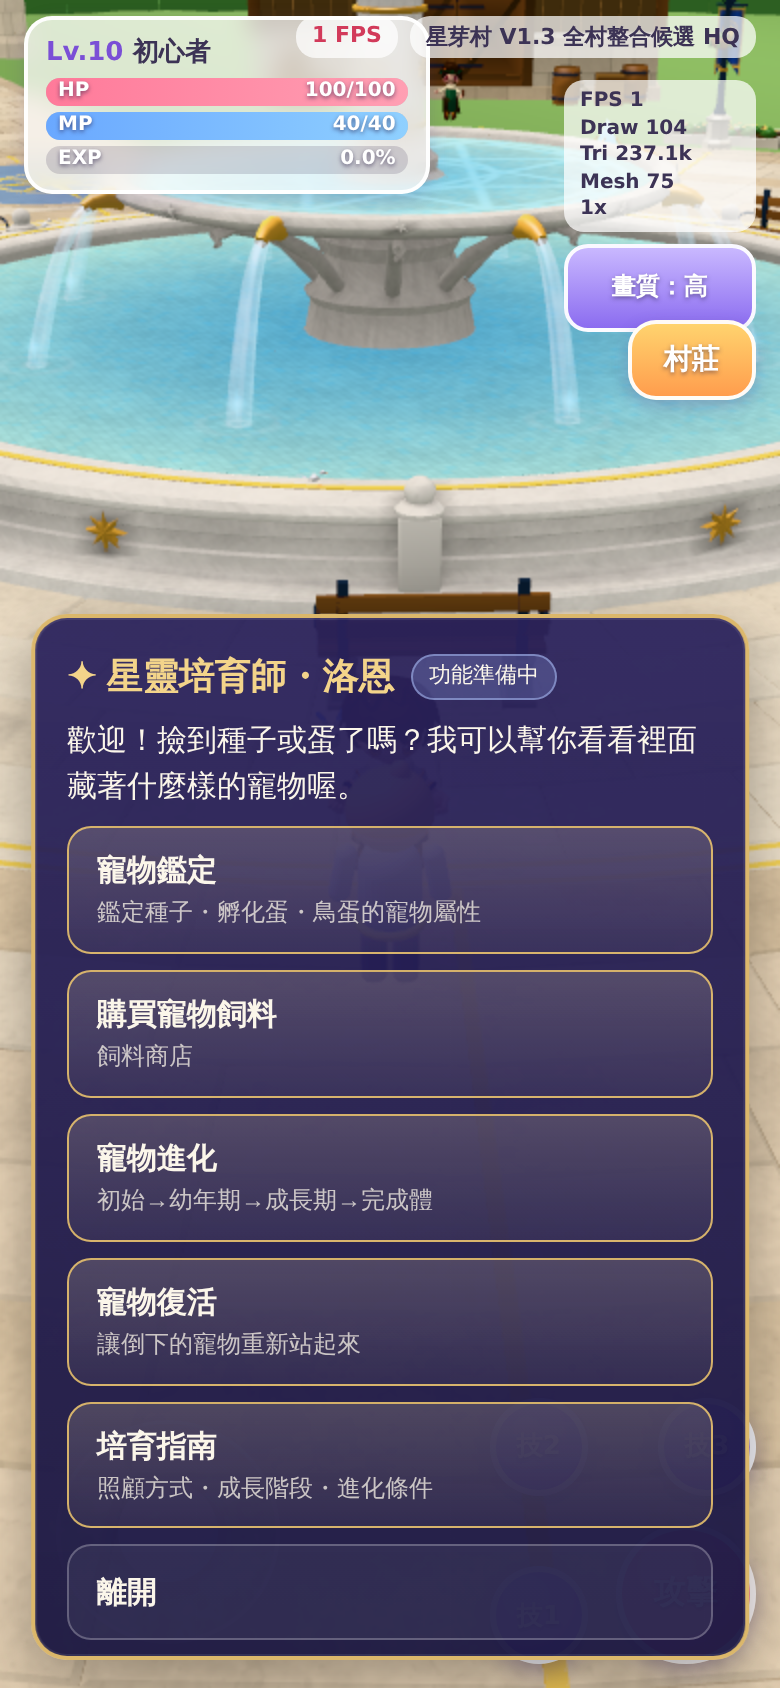 Lv.10 初心者
1 FPS
星芽村 V1.3 全村整合候選 HQ
HP 100/100
MP 40/40
EXP 0.0%
FPS 1
Draw 104
Tri 237.1k
Mesh 75
1x
畫質：高
村莊
✦ 星靈培育師・洛恩 功能準備中
歡迎！撿到種子或蛋了嗎？我可以幫你看看裡面
藏著什麼樣的寵物喔。
寵物鑑定
鑑定種子・孵化蛋・鳥蛋的寵物屬性
購買寵物飼料
飼料商店
寵物進化
初始→幼年期→成長期→完成體
寵物復活
讓倒下的寵物重新站起來
技2
技3
培育指南
照顧方式・成長階段・進化條件
離開
攻擊
技1